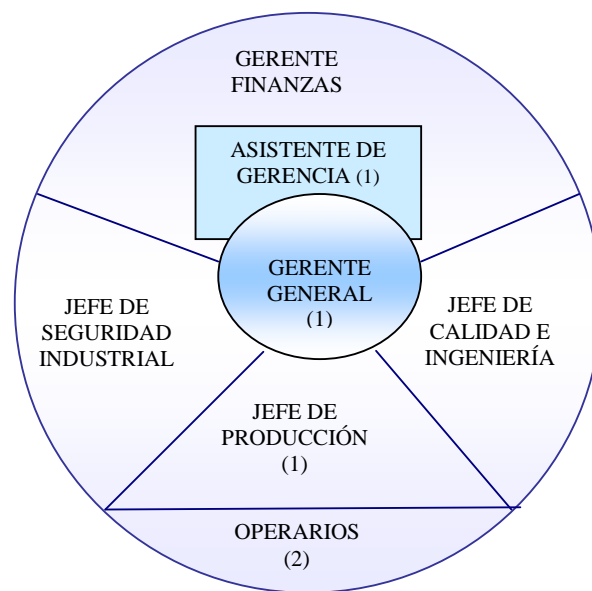 GERENTE
FINANZAS
ASISTENTE DE
GERENCIA (1)
GERENTE
GENERAL
(1)
JEFE DE
SEGURIDAD
INDUSTRIAL
JEFE DE
CALIDAD E
INGENIERÍA
JEFE DE
PRODUCCIÓN
(1)
OPERARIOS
(2)